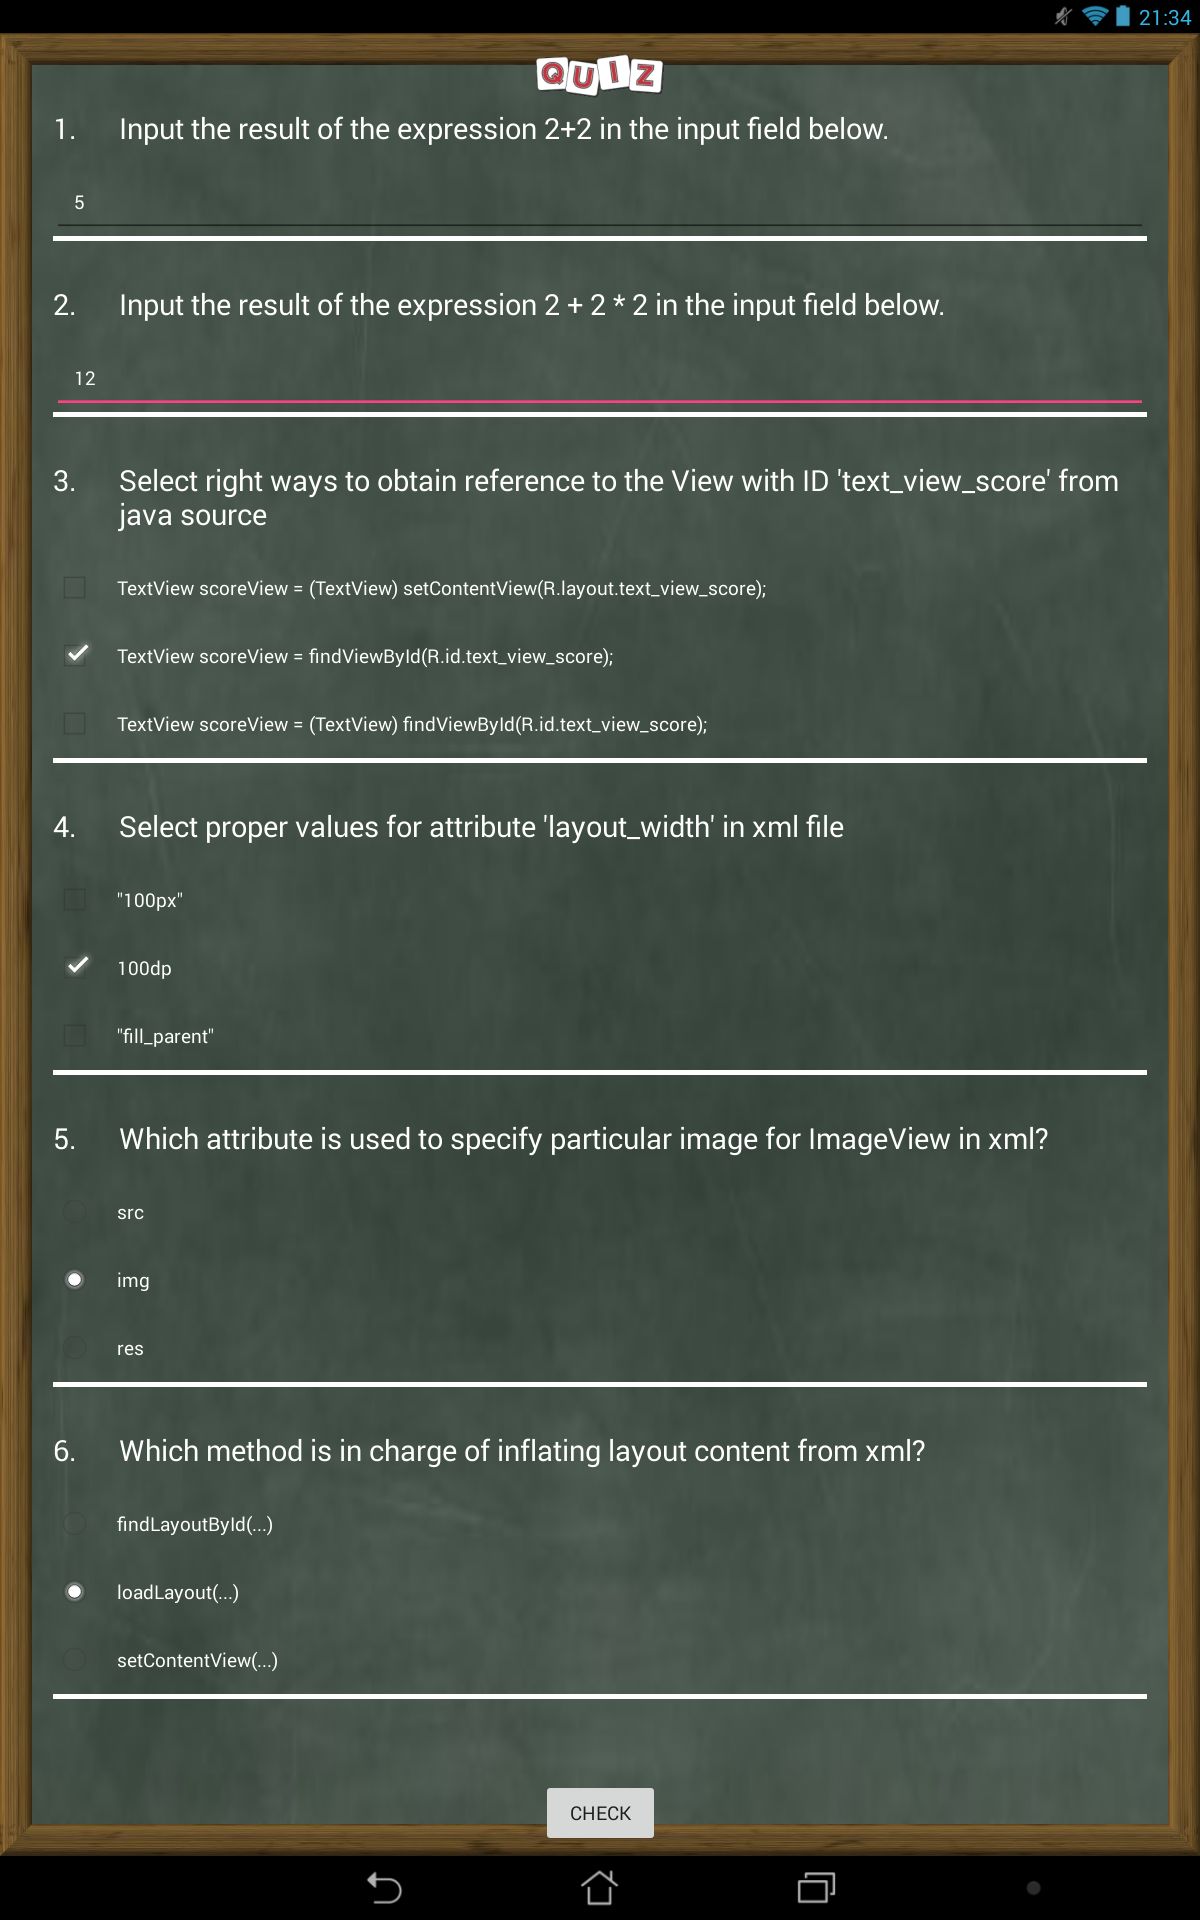 21:34
QUIZ
1. Input the result of the expression 2+2 in the input field below.
5
2. Input the result of the expression 2 + 2 * 2 in the input field below.
12
3. Select right ways to obtain reference to the View with ID 'text_view_score' from
java source
TextView scoreView = (TextView) setContentView(R.layout.text_view_score);
TextView scoreView = findViewById(R.id.text_view_score);
TextView scoreView = (TextView) findViewById(R.id.text_view_score);
4. Select proper values for attribute 'layout_width' in xml file
"100px"
100dp
"fill_parent"
5. Which attribute is used to specify particular image for ImageView in xml?
src
img
res
6. Which method is in charge of inflating layout content from xml?
findLayoutById(...)
loadLayout(...)
setContentView(...)
CHECK